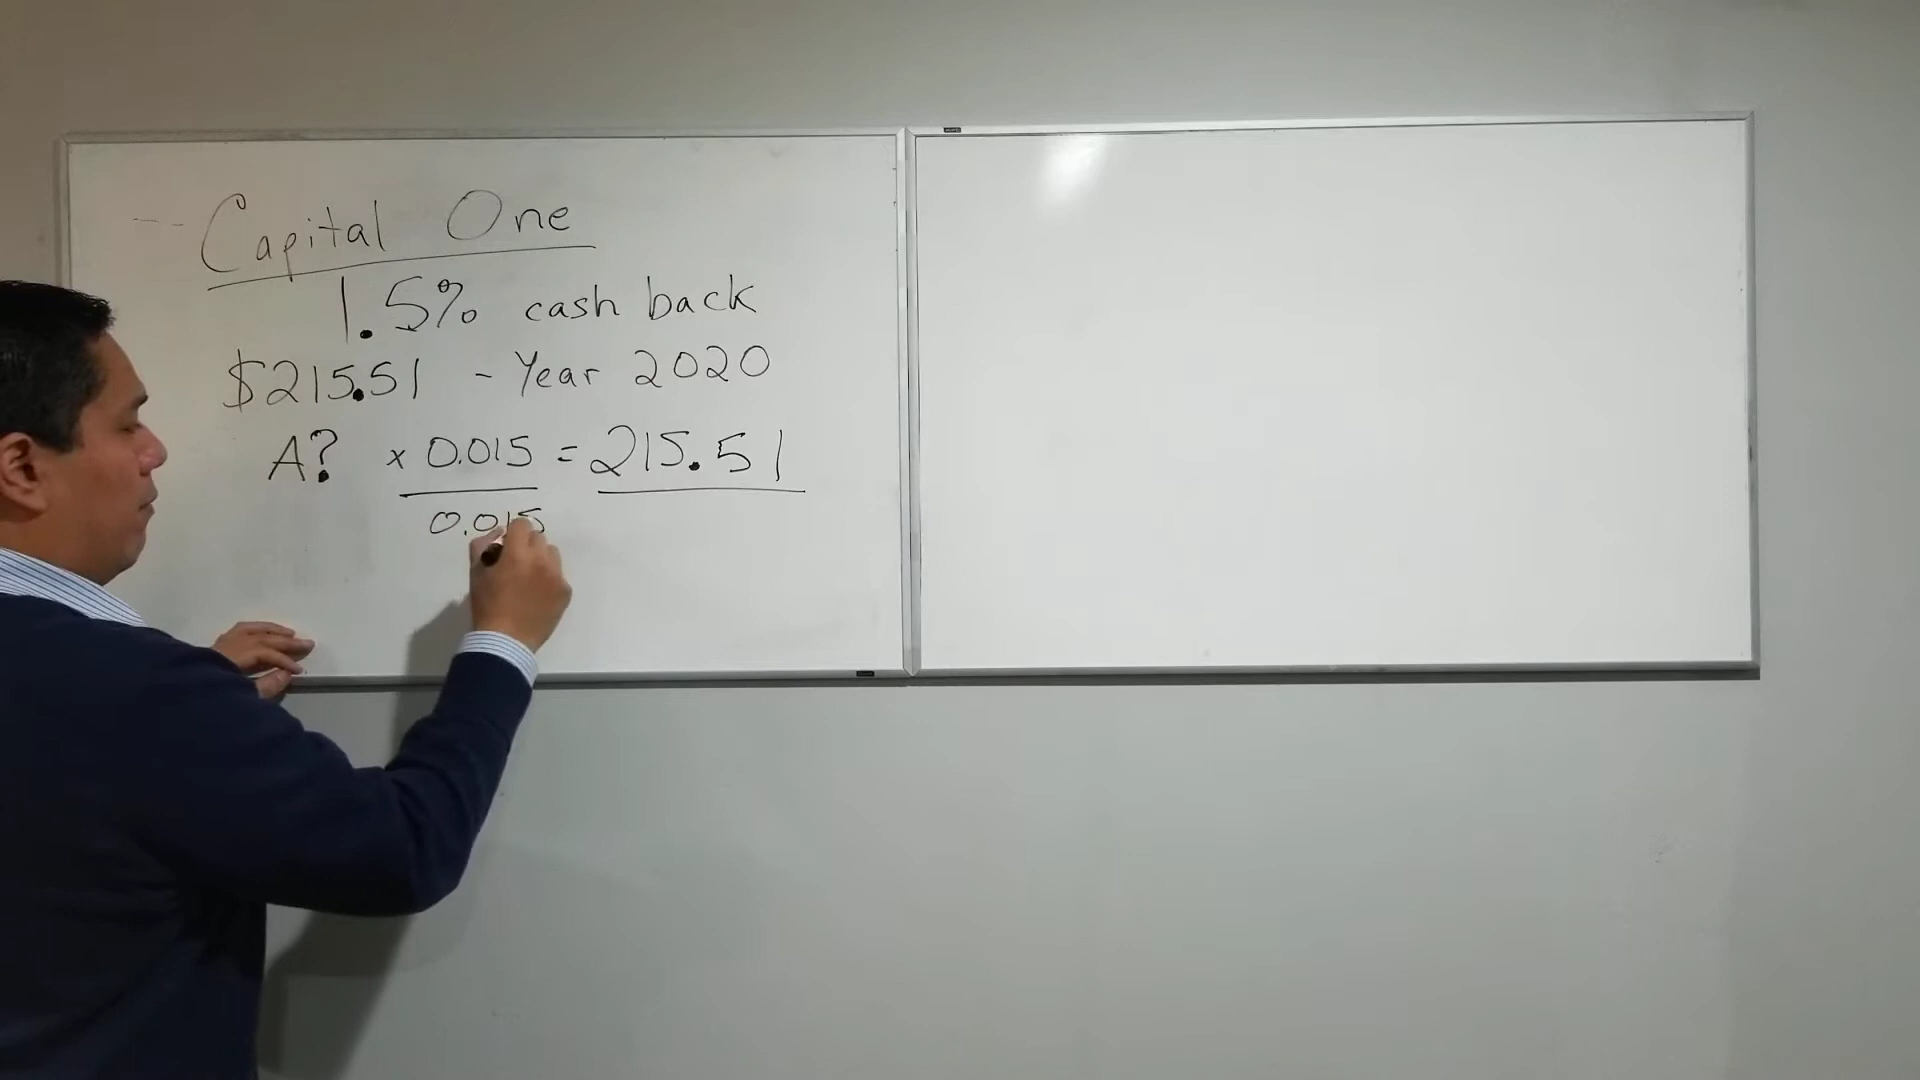 Capital One
1.5% cash back
$215.51 - Year 2020
A? x 0.015 = 215.51
0.015